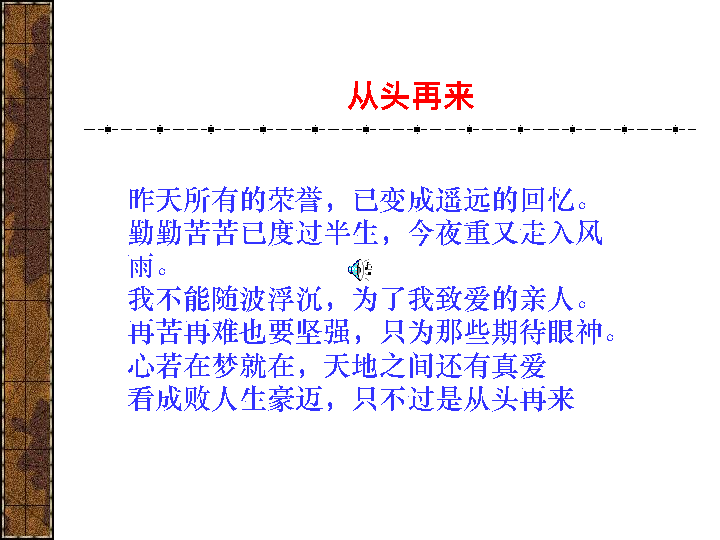 从头再来
昨天所有的荣誉，已变成遥远的回忆。
勤勤苦苦已度过半生，今夜重又走入风
雨。
我不能随波浮沉，为了我致爱的亲人。
再苦再难也要坚强，只为那些期待眼神。
心若在梦就在，天地之间还有真爱
看成败人生豪迈，只不过是从头再来